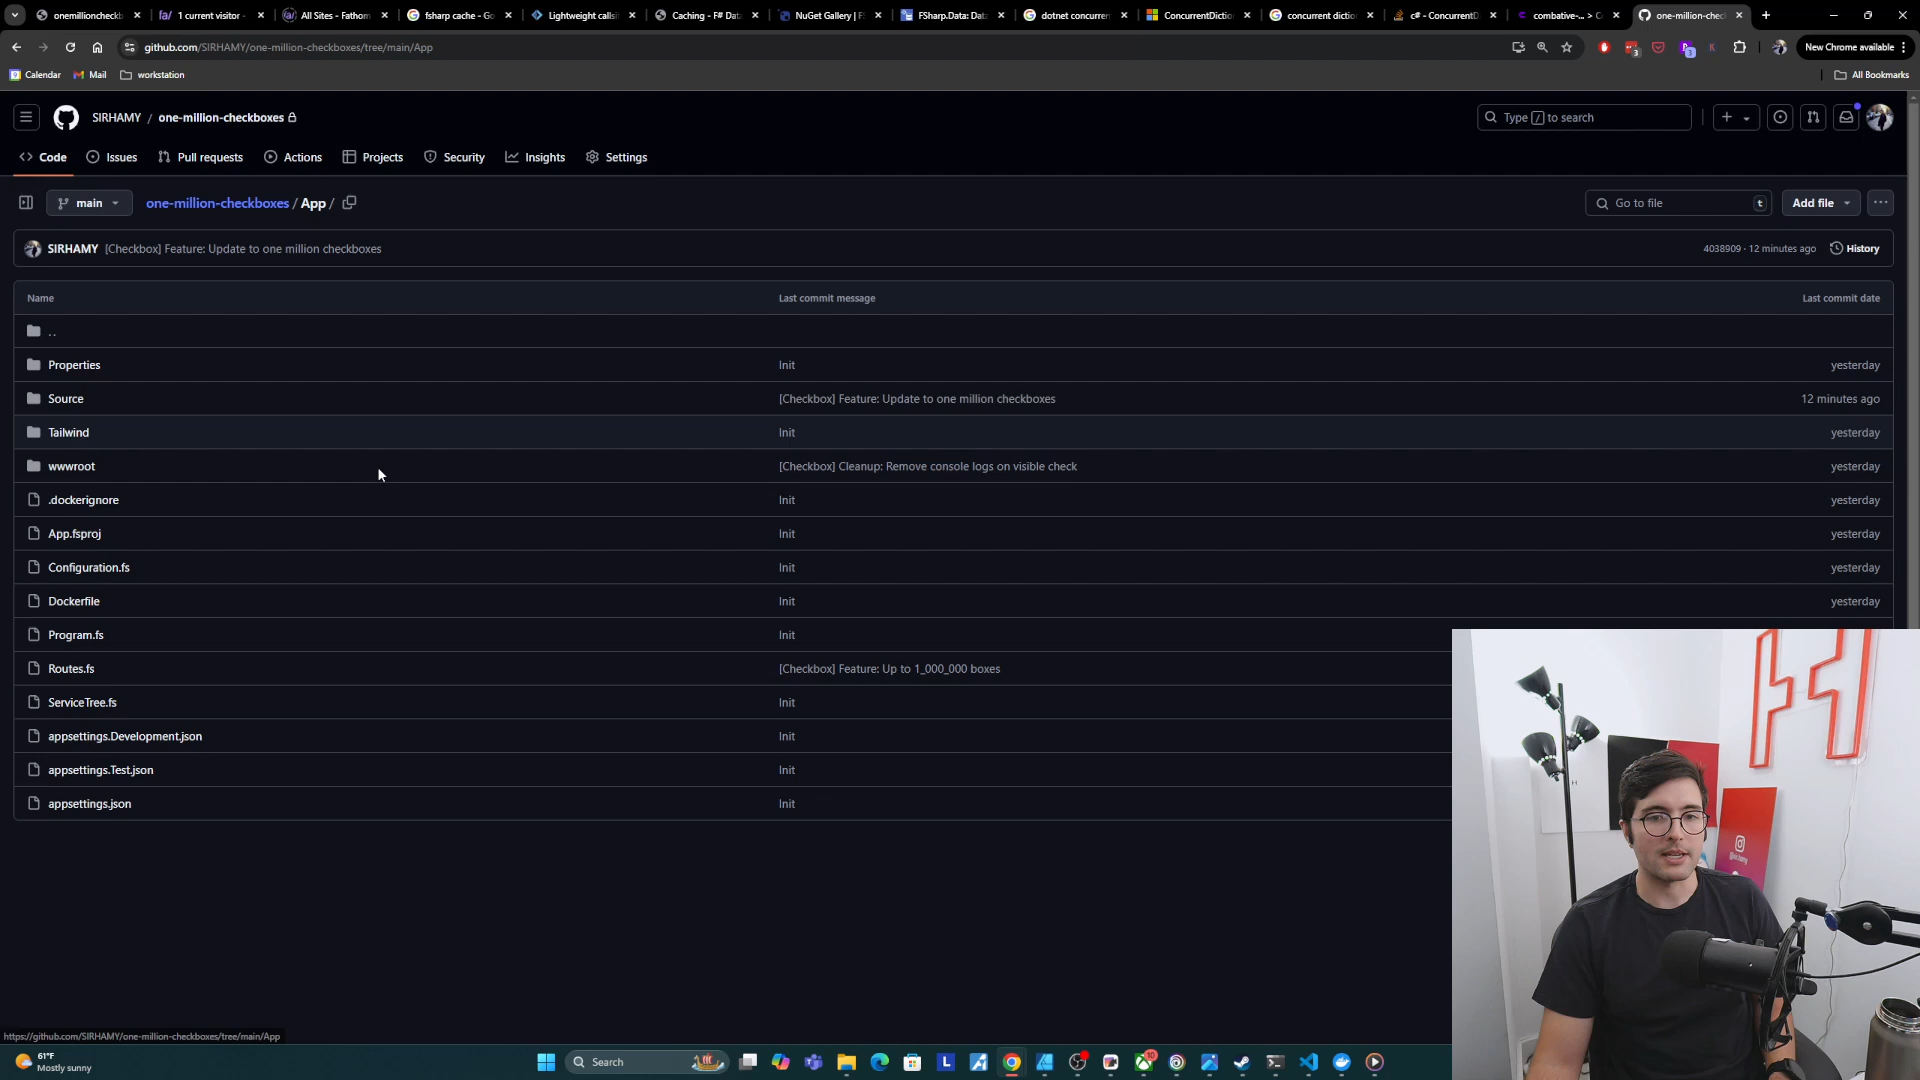 onemillioncheckb
1 current visitor -
All Sites - Fathom
fsharp cache - Go
Lightweight callsi
Caching - F# Dat
NuGet Gallery | F
FSharp.Data: Dat
dotnet concurren
ConcurrentDictio
concurrent dictio
c# - ConcurrentD
combative-... > C
one-million-chec
github.com/SIRHAMY/one-million-checkboxes/tree/main/App
New Chrome available
Calendar
Mail
workstation
All Bookmarks
SIRHAMY / one-million-checkboxes
Type / to search
Code
Issues
Pull requests
Actions
Projects
Security
Insights
Settings
main
one-million-checkboxes / App /
Go to file
t
Add file
SIRHAMY [Checkbox] Feature: Update to one million checkboxes
4038909 · 12 minutes ago
History
Name Last commit message Last commit date
..
Properties Init yesterday
Source [Checkbox] Feature: Update to one million checkboxes 12 minutes ago
Tailwind Init yesterday
wwwroot [Checkbox] Cleanup: Remove console logs on visible check yesterday
.dockerignore Init yesterday
App.fsproj Init yesterday
Configuration.fs Init yesterday
Dockerfile Init yesterday
Program.fs Init
Routes.fs [Checkbox] Feature: Up to 1_000_000 boxes
ServiceTree.fs Init
appsettings.Development.json Init
appsettings.Test.json Init
appsettings.json Init
https://github.com/SIRHAMY/one-million-checkboxes/tree/main/App
61°F
Mostly sunny
Search
10